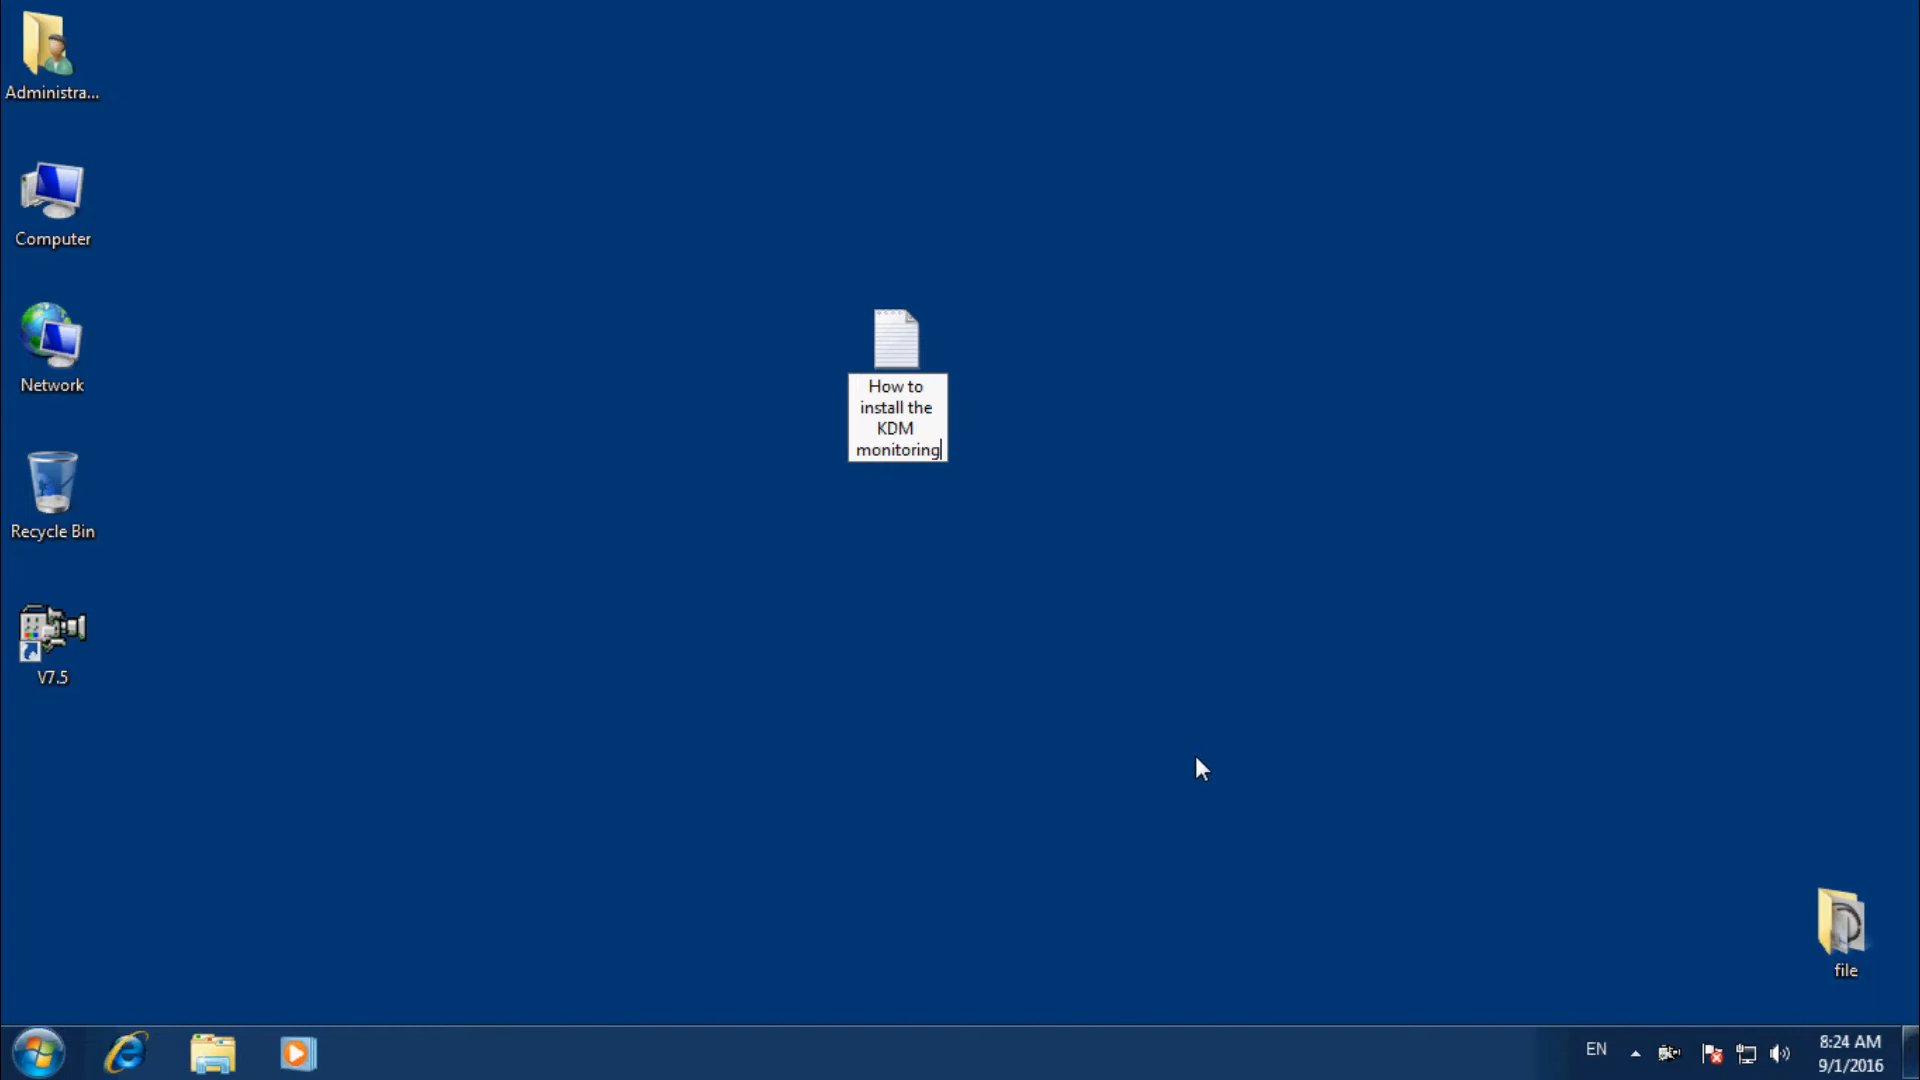 Administra...
Computer
Network
Recycle Bin
V7.5
How to
install the
KDM
monitoring
file
EN
8:24 AM
9/1/2016